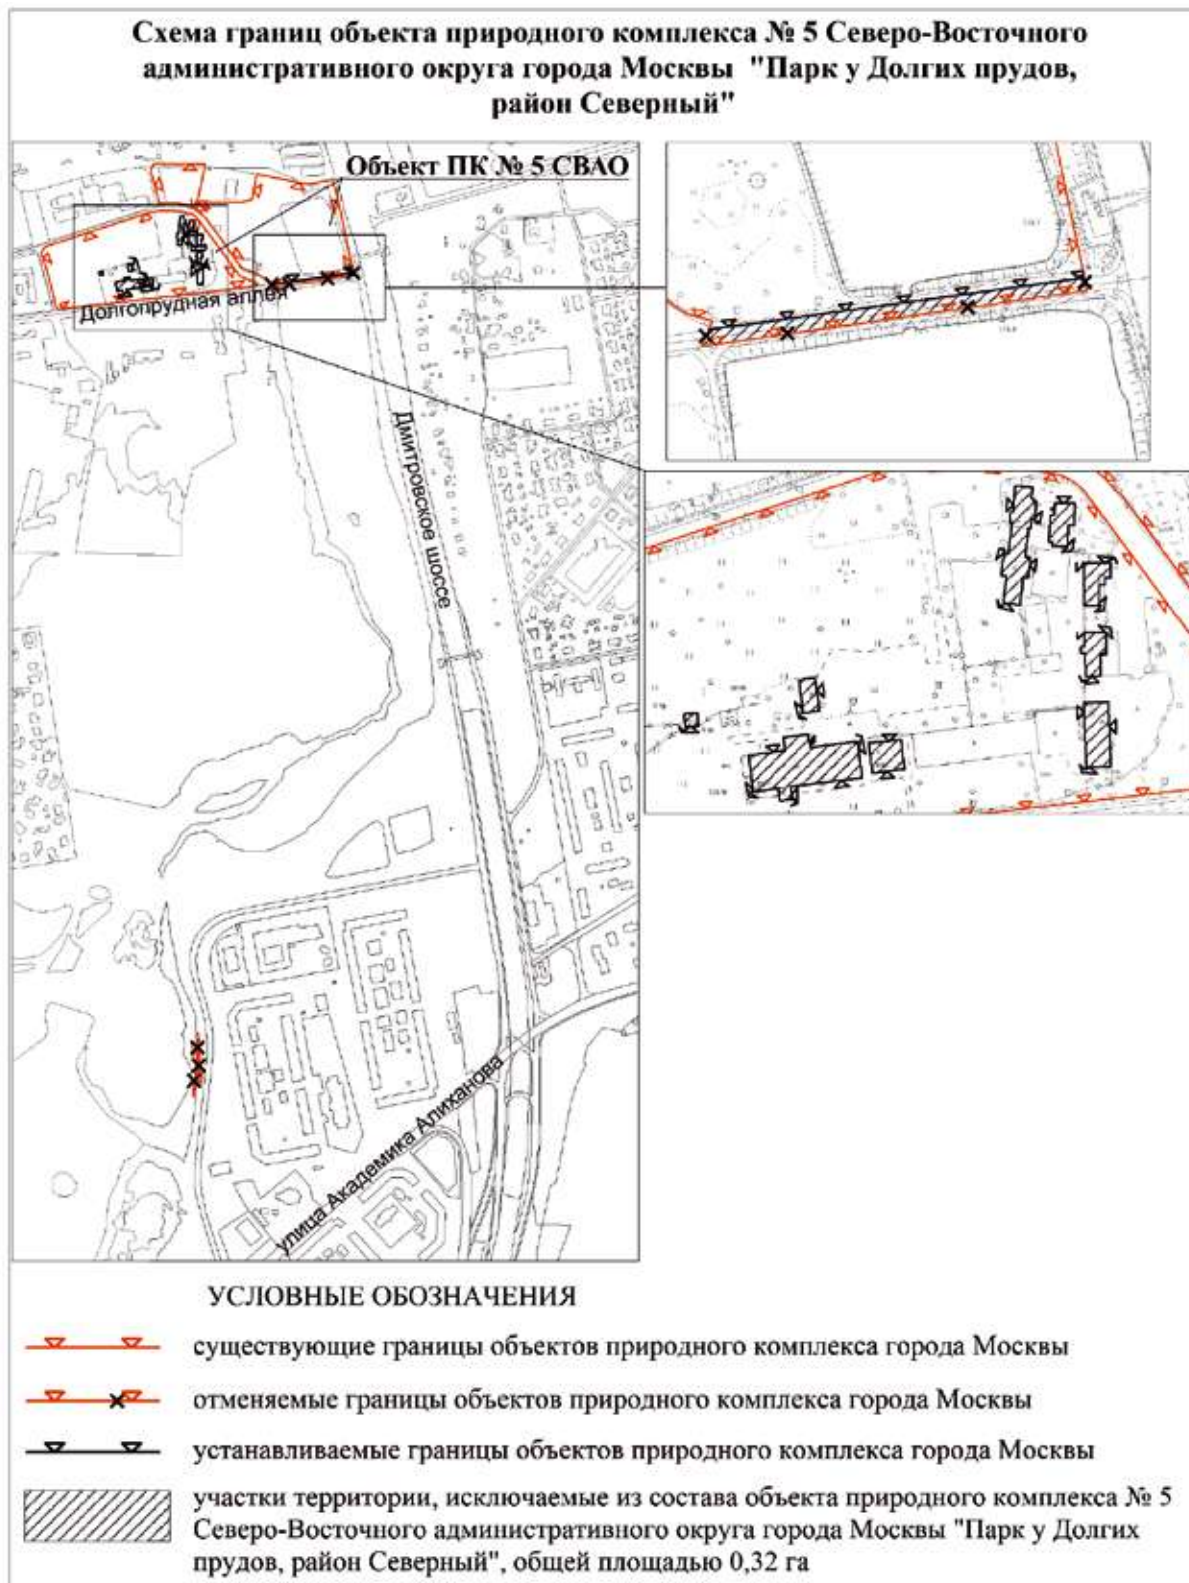 Схема границ объекта природного комплекса № 5 Северо-Восточного
административного округа города Москвы "Парк у Долгих прудов,
район Северный"
Объект ПК № 5 СВАО
Долгопрудная аллея
Дмитровское шоссе
улица Академика Алиханова
УСЛОВНЫЕ ОБОЗНАЧЕНИЯ
существующие границы объектов природного комплекса города Москвы
отменяемые границы объектов природного комплекса города Москвы
устанавливаемые границы объектов природного комплекса города Москвы
участки территории, исключаемые из состава объекта природного комплекса № 5
Северо-Восточного административного округа города Москвы "Парк у Долгих
прудов, район Северный", общей площадью 0,32 га